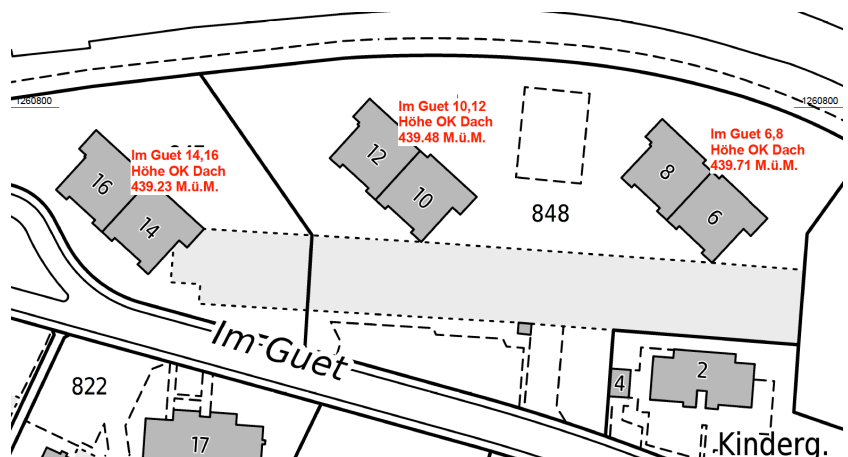 1260800
1260800
Im Guet 10,12
Höhe OK Dach
439.48 M.ü.M.
Im Guet 6,8
Höhe OK Dach
439.71 M.ü.M.
Im Guet 14,16
Höhe OK Dach
439.23 M.ü.M.
16
14
12
10
8
6
848
Im Guet
822
17
4
2
Kinderg.